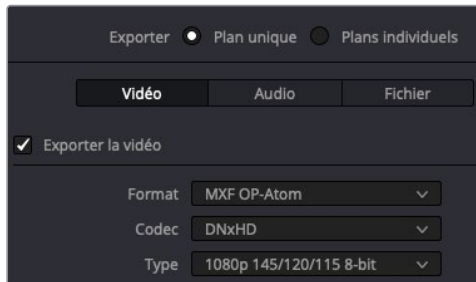 Exporter Plan unique Plans individuels
Vidéo Audio Fichier
Exporter la vidéo
Format MXF OP-Atom
Codec DNxHD
Type 1080p 145/120/115 8-bit